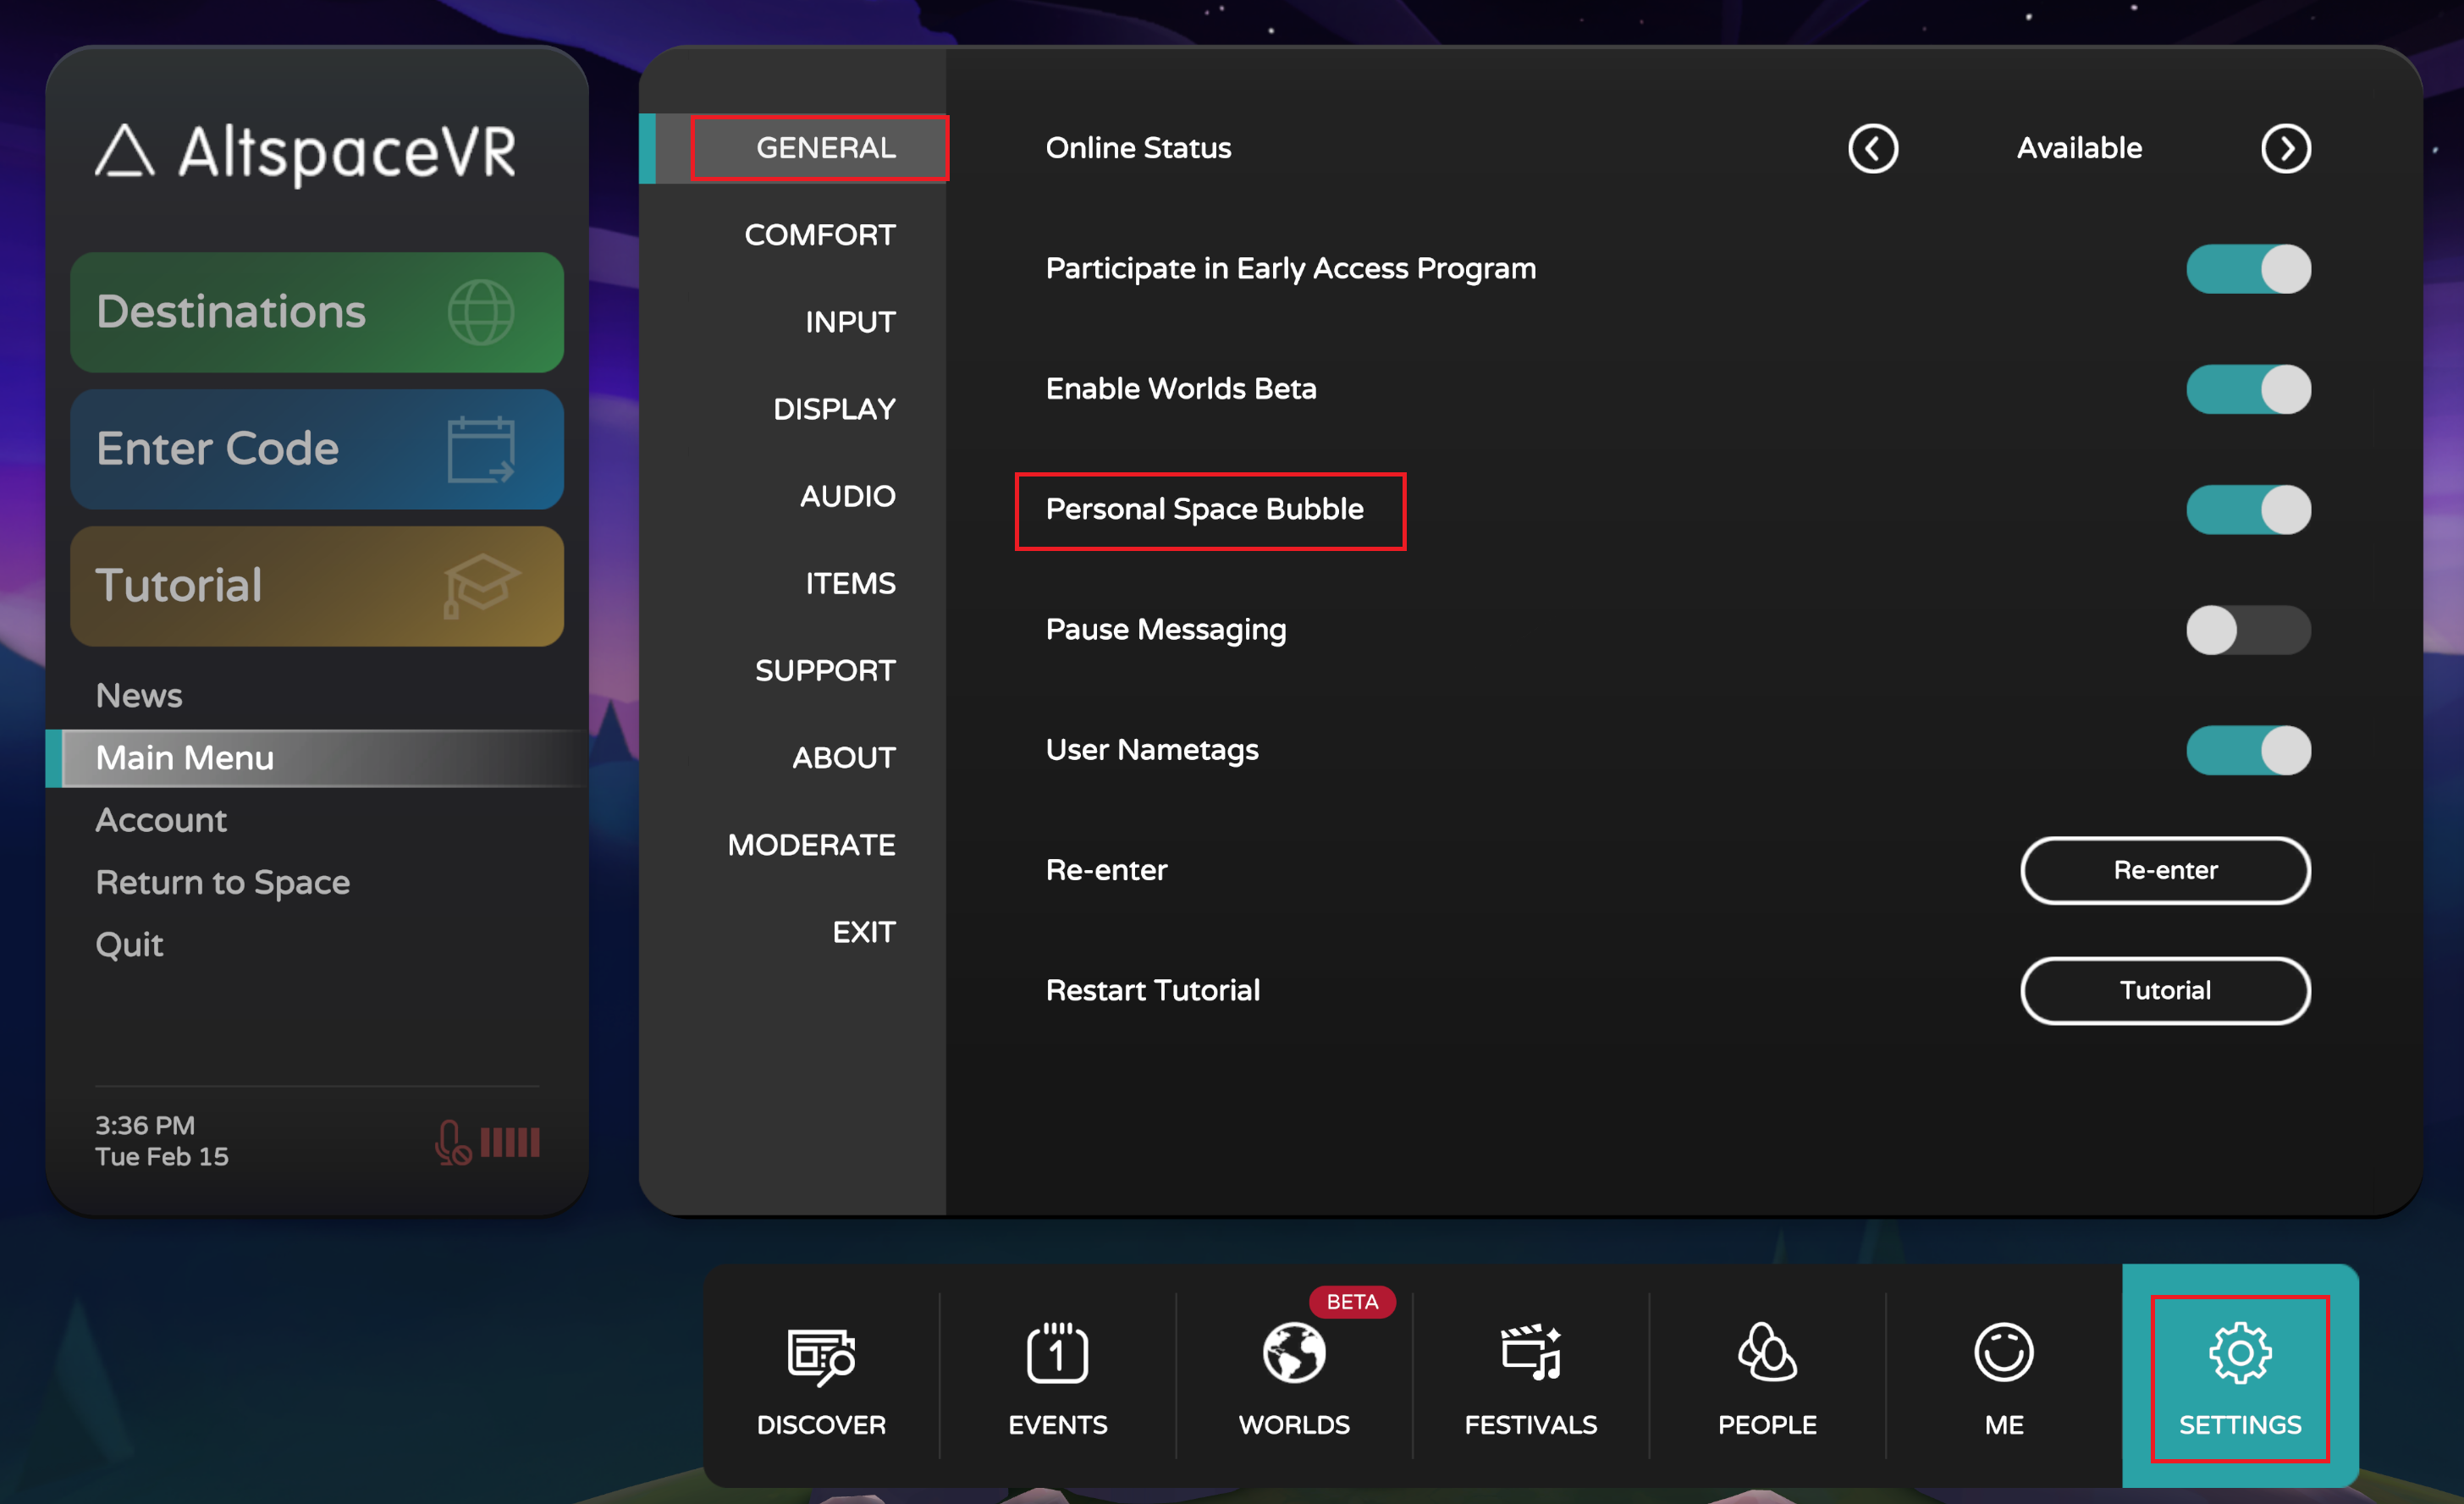 AltspaceVR
Destinations
Enter Code
Tutorial
News
Main Menu
Account
Return to Space
Quit
3:36 PM
Tue Feb 15
GENERAL
COMFORT
INPUT
DISPLAY
AUDIO
ITEMS
SUPPORT
ABOUT
MODERATE
EXIT
Online Status
Available
Participate in Early Access Program
Enable Worlds Beta
Personal Space Bubble
Pause Messaging
User Nametags
Re-enter
Re-enter
Restart Tutorial
Tutorial
DISCOVER
1
EVENTS
BETA
WORLDS
FESTIVALS
PEOPLE
ME
SETTINGS